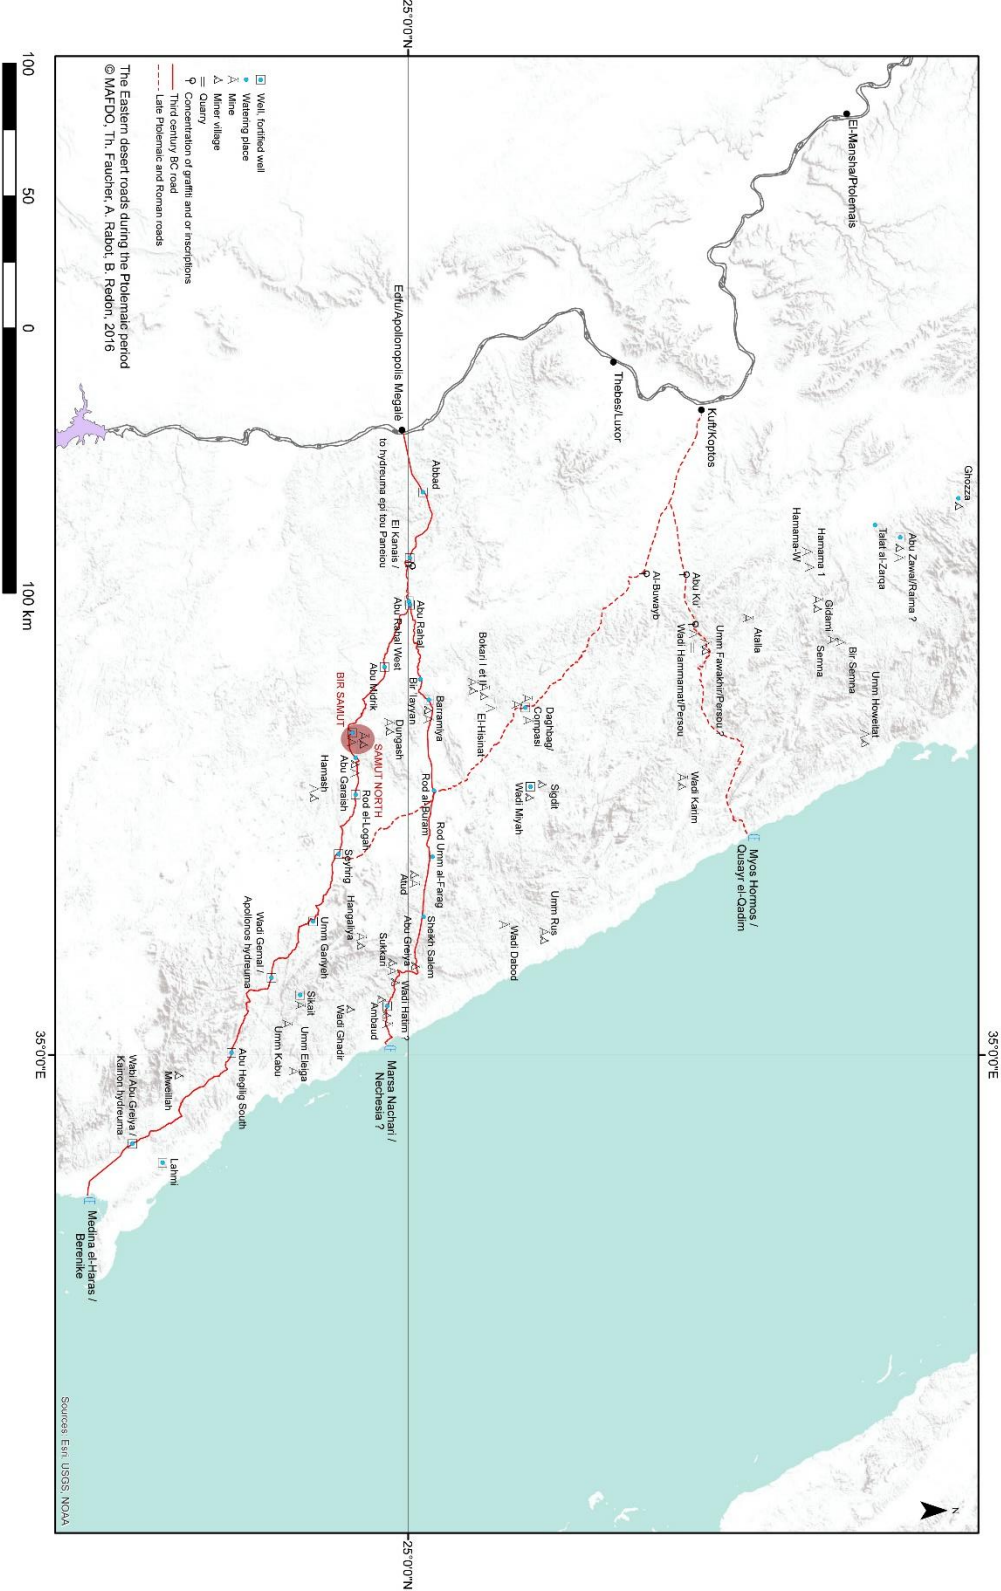 35°0'0"E
25°0'0"N
El-Mansha/Ptolemais
Kuft/Koptos
Thebes/Luxor
Edfu/Apollonopolis Megalè
Ghozza
Abu Zawal/Raima ?
Talat al-Zarqa
Hamama 1
Hamama-W
Gidami
Bir Semna
Semna
Umm Howeitat
Atalla
Abu Ku'
Umm Fawakhir/Persou ?
Wadi Hammamat/Persou
Al-Buwayb
Wadi Karim
Myos Hormos /
Qusayr el-Qadim
Daghbag/
Compasi
Bokari I et II
El-Hisinat
Sigdit
Wadi Miyah
Umm Rus
Wadi Dabod
Abbad
El Kanais /
to hydreuma epi tou Paneiou
Abu Rahal
Abu Rahal West
Bir Tayyan
Barramiya
Abu Midrik
Dungash
BIR SAMUT
SAMUT NORTH
Abu Garaish
Hamash
Rod el-Logah
Rod al-Buram
Rod Umm al-Farag
Seyhrig
Atud
Sheikh Salem
Hangaliya
Abu Greiya
Sukkari
Umm Garyeh
Wadi Hatim ?
Ambaud
Marsa Nachari /
Nechesia ?
Wadi Gemal /
Apollonos hydreuma
Sikait
Wadi Ghadir
Umm Eleiga
Umm Kabu
Abu Hegilig South
Mweillah
Wabi Abu Greiya /
Kainon hydreuma
Lahmi
Medina el-Haras /
Berenike
N
25°0'0"N
35°0'0"E
Well, fortified well
Watering place
Mine
Miner village
Quarry
Concentration of graffiti and or inscriptions
Third century BC road
Late Ptolemaic and Roman roads
The Eastern desert roads during the Ptolemaic period
© MAFDO, Th. Faucher, A. Rabot, B. Redon, 2016
Sources: Esri, USGS, NOAA
100 50 0 100 km